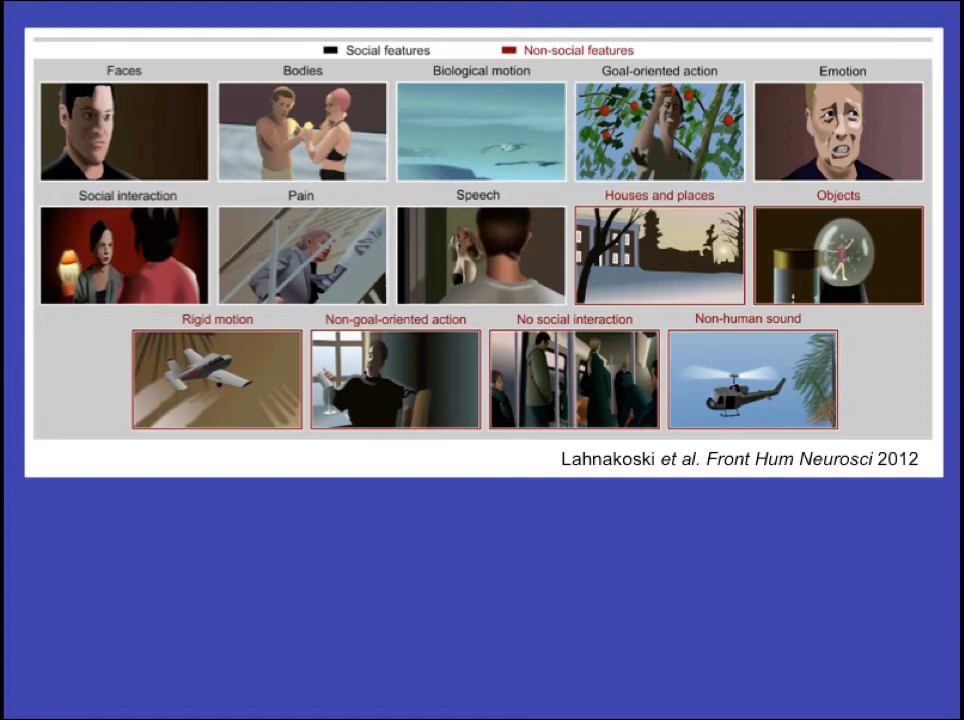 Social features Non-social features
Faces Bodies Biological motion Goal-oriented action Emotion
Social interaction Pain Speech Houses and places Objects
Rigid motion Non-goal-oriented action No social interaction Non-human sound
Lahnakoski et al. Front Hum Neurosci 2012